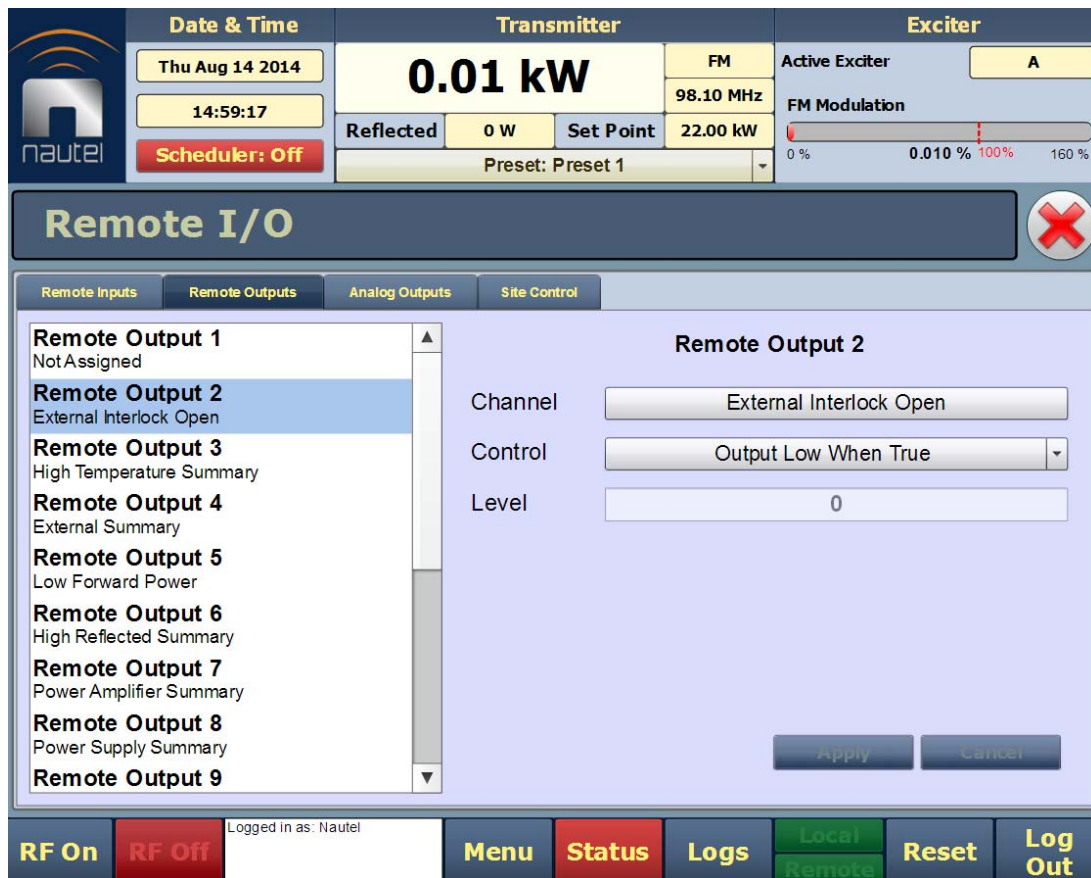 Date & Time
Transmitter
Exciter
nautel
Thu Aug 14 2014
14:59:17
Scheduler: Off
0.01 kW
FM
98.10 MHz
Reflected
0 W
Set Point
22.00 kW
Preset: Preset 1
Active Exciter
A
FM Modulation
0 %
0.010 %
100%
160 %
Remote I/O
Remote Inputs
Remote Outputs
Analog Outputs
Site Control
Remote Output 1
Not Assigned
Remote Output 2
External Interlock Open
Remote Output 3
High Temperature Summary
Remote Output 4
External Summary
Remote Output 5
Low Forward Power
Remote Output 6
High Reflected Summary
Remote Output 7
Power Amplifier Summary
Remote Output 8
Power Supply Summary
Remote Output 9
Remote Output 2
Channel
External Interlock Open
Control
Output Low When True
Level
0
Apply
Cancel
RF On
RF Off
Logged in as: Nautel
Menu
Status
Logs
Local
Remote
Reset
Log
Out